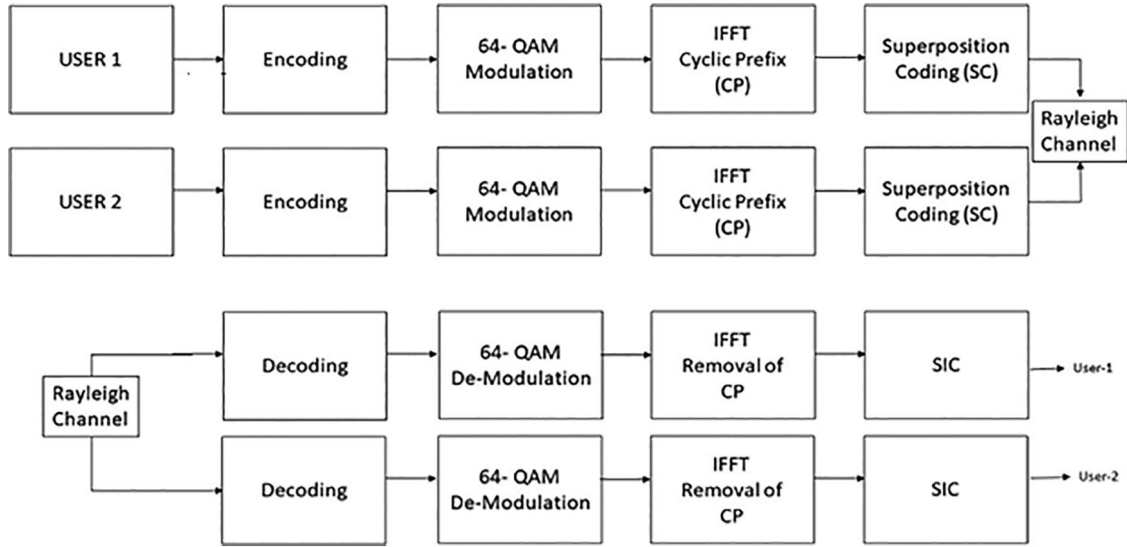 USER 1
Encoding
64- QAM
Modulation
IFFT
Cyclic Prefix
(CP)
Superposition
Coding (SC)
Rayleigh
Channel
USER 2
Encoding
64- QAM
Modulation
IFFT
Cyclic Prefix
(CP)
Superposition
Coding (SC)
Rayleigh
Channel
Decoding
64- QAM
De-Modulation
IFFT
Removal of
CP
SIC
User-1
Decoding
64- QAM
De-Modulation
IFFT
Removal of
CP
SIC
User-2